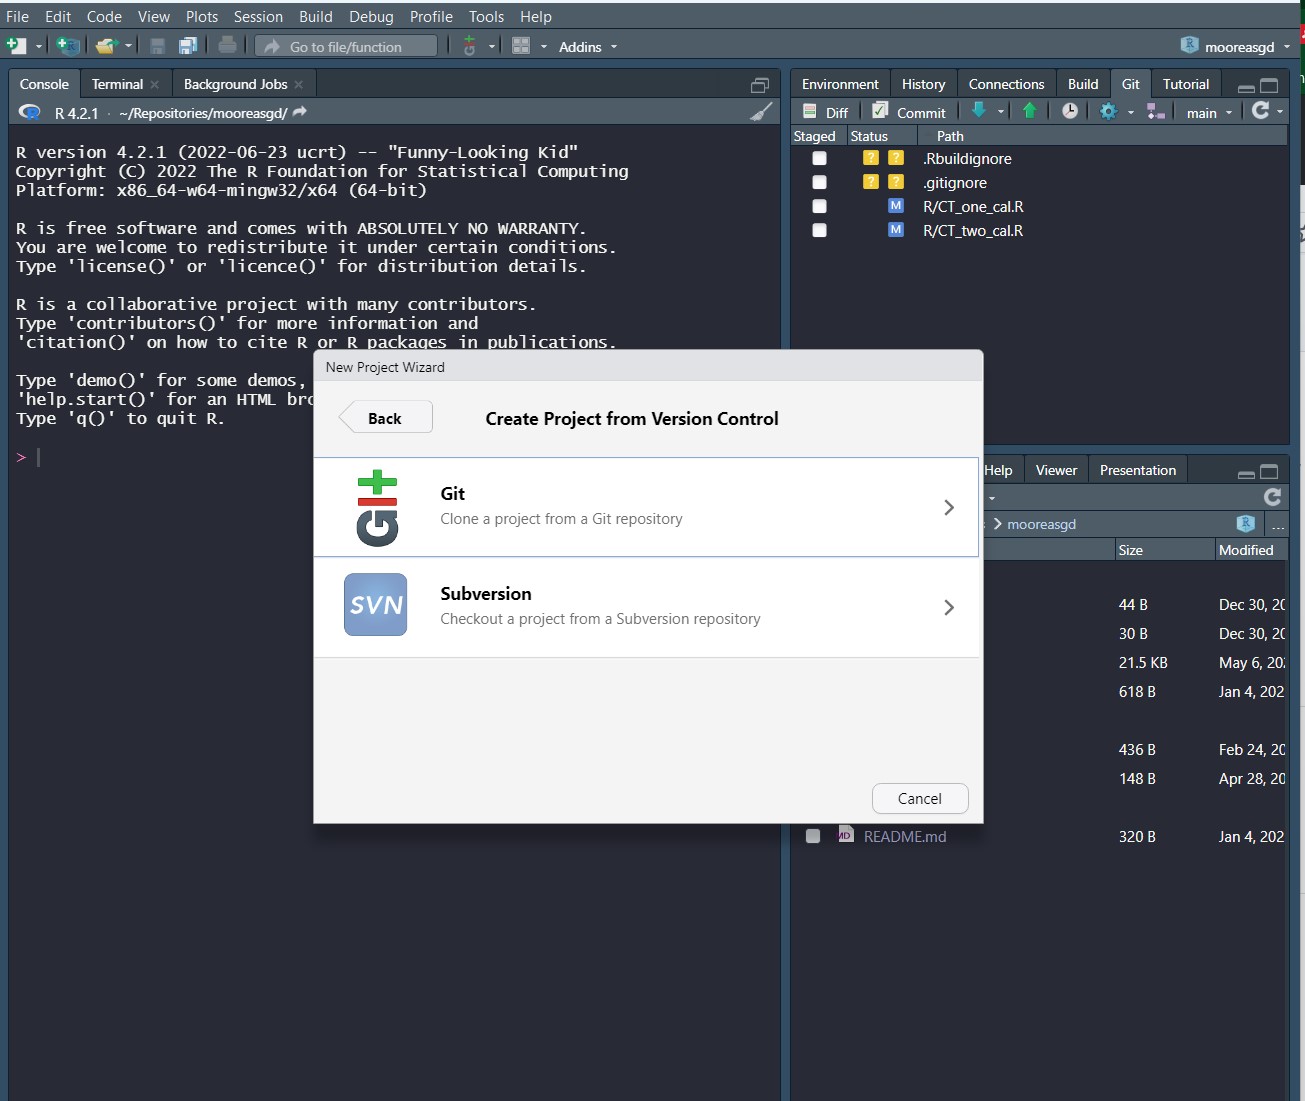 File Edit Code View Plots Session Build Debug Profile Tools Help
Go to file/function Addins mooreasgd
Console Terminal Background Jobs
R 4.2.1 · ~/Repositories/mooreasgd/
R version 4.2.1 (2022-06-23 ucrt) -- "Funny-Looking Kid"
Copyright (C) 2022 The R Foundation for Statistical Computing
Platform: x86_64-w64-mingw32/x64 (64-bit)
R is free software and comes with ABSOLUTELY NO WARRANTY.
You are welcome to redistribute it under certain conditions.
Type 'license()' or 'licence()' for distribution details.
R is a collaborative project with many contributors.
Type 'contributors()' for more information and
'citation()' on how to cite R or R packages in publications.
Type 'demo()' for some demos,
'help.start()' for an HTML bro
Type 'q()' to quit R.
>
Environment History Connections Build Git Tutorial
Diff Commit main
Staged Status Path
? ? .Rbuildignore
? ? .gitignore
M R/CT_one_cal.R
M R/CT_two_cal.R
New Project Wizard
Back Create Project from Version Control
Git
Clone a project from a Git repository
SVN Subversion
Checkout a project from a Subversion repository
Cancel
Help Viewer Presentation
mooreasgd ...
Size Modified
44 B Dec 30, 20
30 B Dec 30, 20
21.5 KB May 6, 202
618 B Jan 4, 202
436 B Feb 24, 20
148 B Apr 28, 20
MD README.md 320 B Jan 4, 202